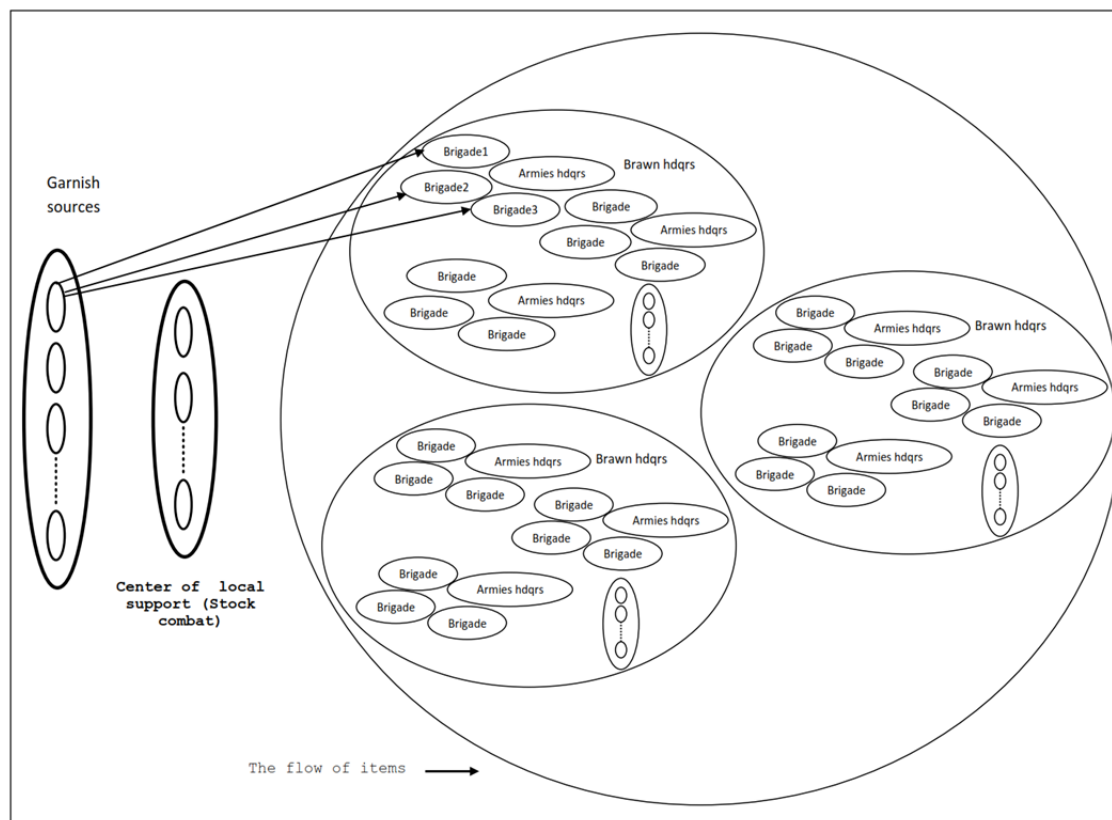 Garnish
sources
Center of local
support (Stock
combat)
Brigade1
Armies hdqrs
Brawn hdqrs
Brigade2
Brigade3
Brigade
Armies hdqrs
Brigade
Brigade
Brigade
Armies hdqrs
Brigade
Brigade
Brigade
Armies hdqrs
Brawn hdqrs
Brigade
Brigade
Brigade
Armies hdqrs
Brigade
Brigade
Brigade
Armies hdqrs
Brigade
Brigade
Brigade
Armies hdqrs
Brawn hdqrs
Brigade
Brigade
Brigade
Armies hdqrs
Brigade
Brigade
Brigade
Armies hdqrs
Brigade
Brigade
The flow of items